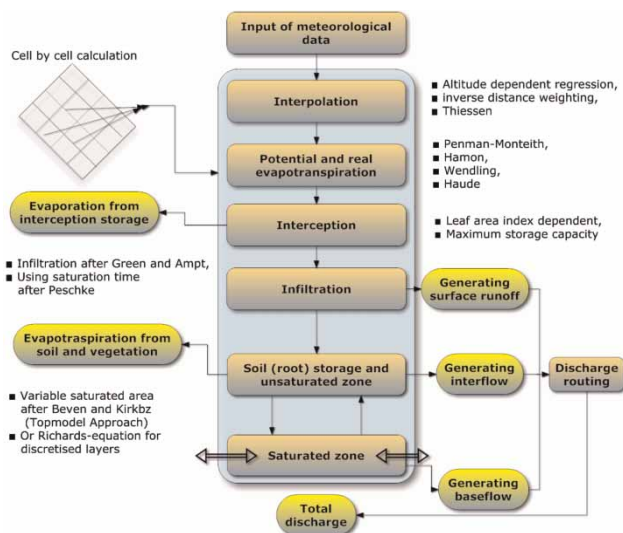 Input of meteorological
data
Cell by cell calculation
Interpolation
■ Altitude dependent regression,
■ inverse distance weighting,
■ Thiessen
Potential and real
evapotranspiration
■ Penman-Monteith,
■ Hamon,
■ Wendling,
■ Haude
Evaporation from
interception storage
Interception
■ Leaf area index dependent,
■ Maximum storage capacity
■ Infiltration after Green and Ampt,
■ Using saturation time
after Peschke
Infiltration
Generating
surface runoff
Evapotraspiration from
soil and vegetation
Soil (root) storage and
unsaturated zone
Generating
interflow
Discharge
routing
■ Variable saturated area
after Beven and Kirkbz
(Topmodel Approach)
■ Or Richards-equation for
discretised layers
Saturated zone
Generating
baseflow
Total
discharge